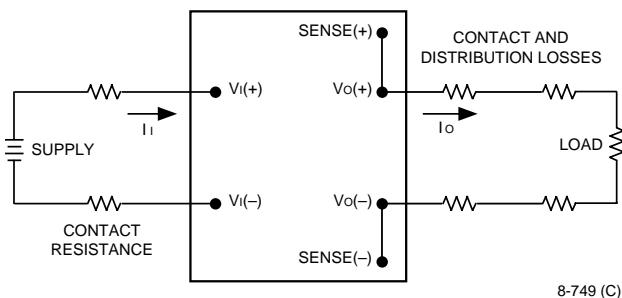 SENSE(+)
CONTACT AND
DISTRIBUTION LOSSES
VI(+)
VO(+)
II
IO
SUPPLY
LOAD
VI(–)
VO(–)
CONTACT
RESISTANCE
SENSE(–)
8-749 (C)